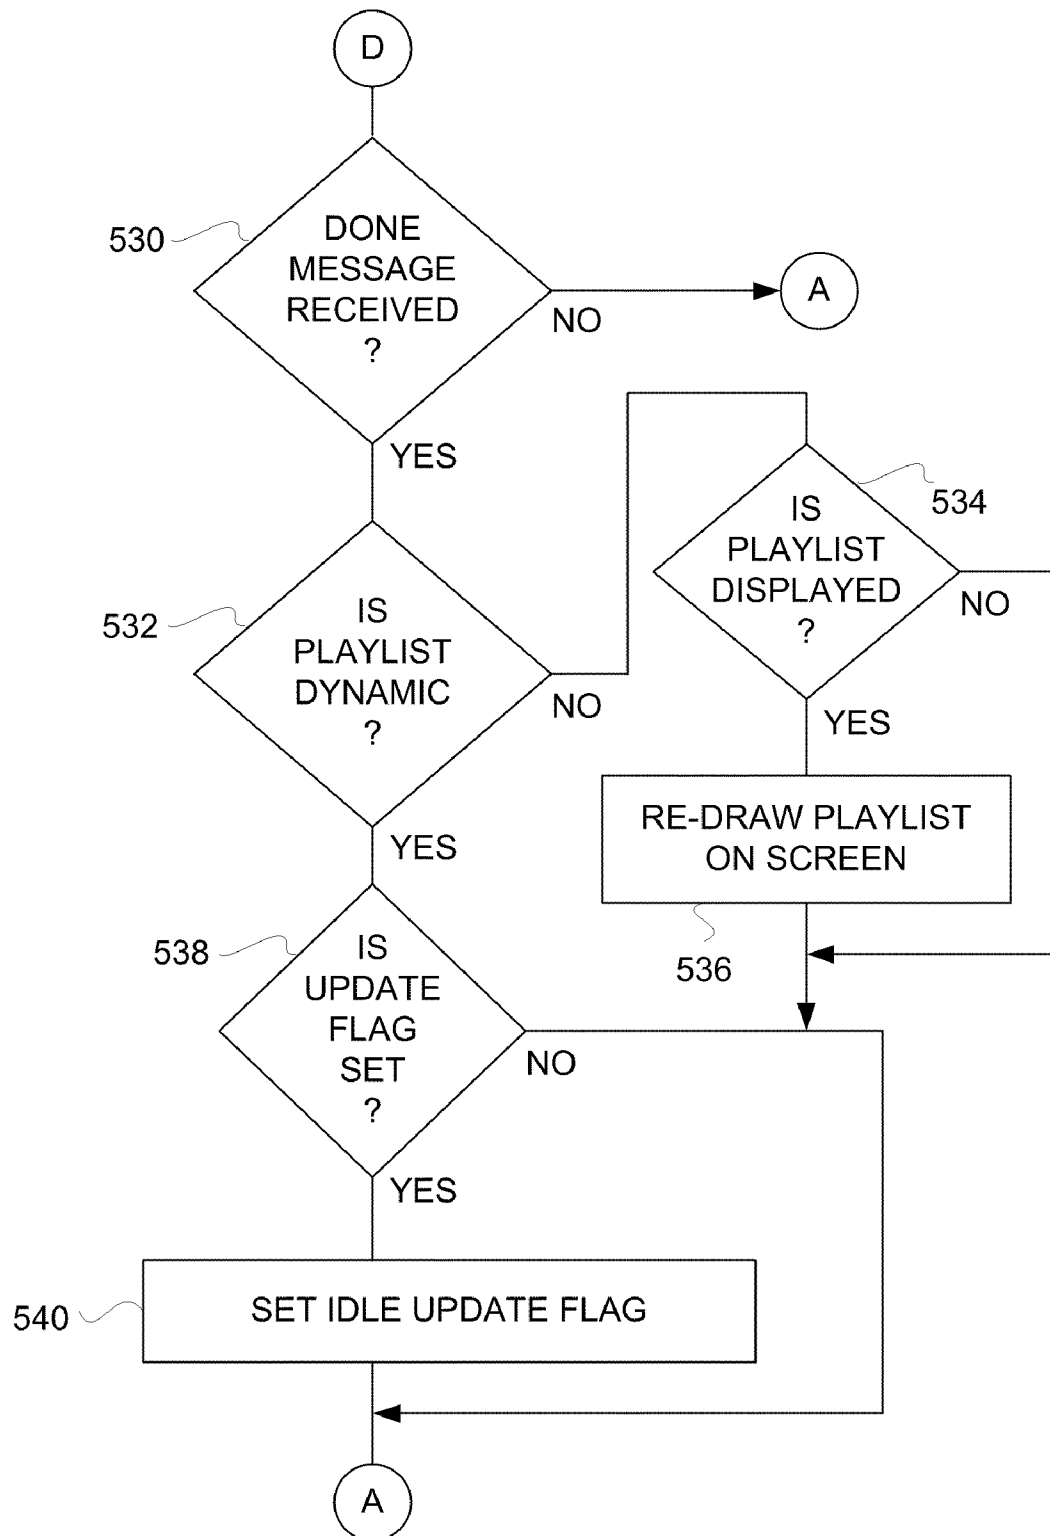 D
530
DONE
MESSAGE
RECEIVED
?
NO
A
YES
532
IS
PLAYLIST
DYNAMIC
?
NO
YES
534
IS
PLAYLIST
DISPLAYED
?
NO
YES
RE-DRAW PLAYLIST
ON SCREEN
536
538
IS
UPDATE
FLAG
SET
?
NO
YES
540
SET IDLE UPDATE FLAG
A